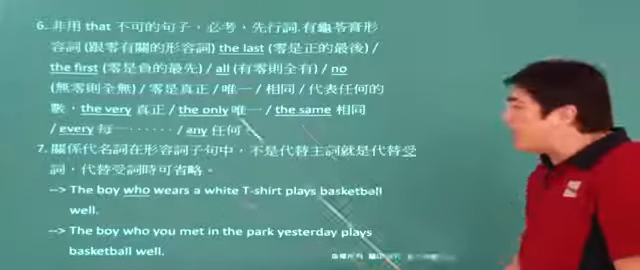 6. 非用 that 不可的句子，必考，先行詞.有龜苓膏形
容詞 (跟零有關的形容詞) the last (零是正的最後) /
the first (零是負的最先) / all (有零則全有) / no
(無零則全無) / 零是真正 / 唯一 / 相同 / 代表任何的
數，the very 真正 / the only 唯一 / the same 相同
/ every 每一‧‧‧‧‧‧ / any 任何。
7. 關係代名詞在形容詞子句中，不是代替主詞就是代替受
詞，代替受詞時可省略。
--> The boy who wears a white T-shirt plays basketball
well.
--> The boy who you met in the park yesterday plays
basketball well.